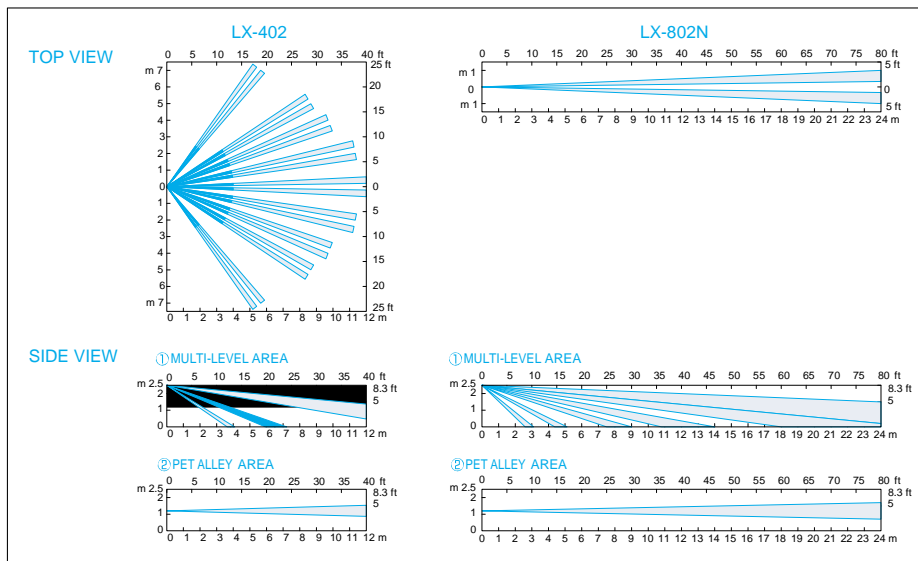 LX-402
LX-802N
TOP VIEW
0 5 10 15 20 25 30 35 40 ft
m 7
6
5
4
3
2
1
0
1
2
3
4
5
6
m 7
25 ft
20
15
10
5
0
5
10
15
20
25 ft
0 1 2 3 4 5 6 7 8 9 10 11 12 m
0 5 10 15 20 25 30 35 40 45 50 55 60 65 70 75 80 ft
m 1
0
m 1
5 ft
0
5 ft
0 1 2 3 4 5 6 7 8 9 10 11 12 13 14 15 16 17 18 19 20 21 22 23 24 m
SIDE VIEW
①MULTI-LEVEL AREA
0 5 10 15 20 25 30 35 40 ft
m 2.5
2
1
0
8.3 ft
5
0 1 2 3 4 5 6 7 8 9 10 11 12 m
①MULTI-LEVEL AREA
0 5 10 15 20 25 30 35 40 45 50 55 60 65 70 75 80 ft
m 2.5
2
1
0
8.3 ft
5
0 1 2 3 4 5 6 7 8 9 10 11 12 13 14 15 16 17 18 19 20 21 22 23 24 m
②PET ALLEY AREA
0 5 10 15 20 25 30 35 40 ft
m 2.5
2
1
0
8.3 ft
5
0 1 2 3 4 5 6 7 8 9 10 11 12 m
②PET ALLEY AREA
0 5 10 15 20 25 30 35 40 45 50 55 60 65 70 75 80 ft
m 2.5
2
1
0
8.3 ft
5
0 1 2 3 4 5 6 7 8 9 10 11 12 13 14 15 16 17 18 19 20 21 22 23 24 m